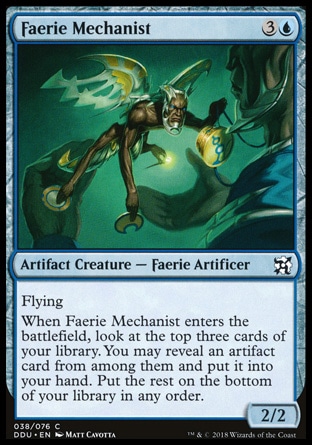 Faerie Mechanist 3
Artifact Creature — Faerie Artificer
Flying
When Faerie Mechanist enters the
battlefield, look at the top three cards of
your library. You may reveal an artifact
card from among them and put it into
your hand. Put the rest on the bottom
of your library in any order.
2/2
038/076 C
DDU • EN Matt Cavotta
™ & © 2018 Wizards of the Coast